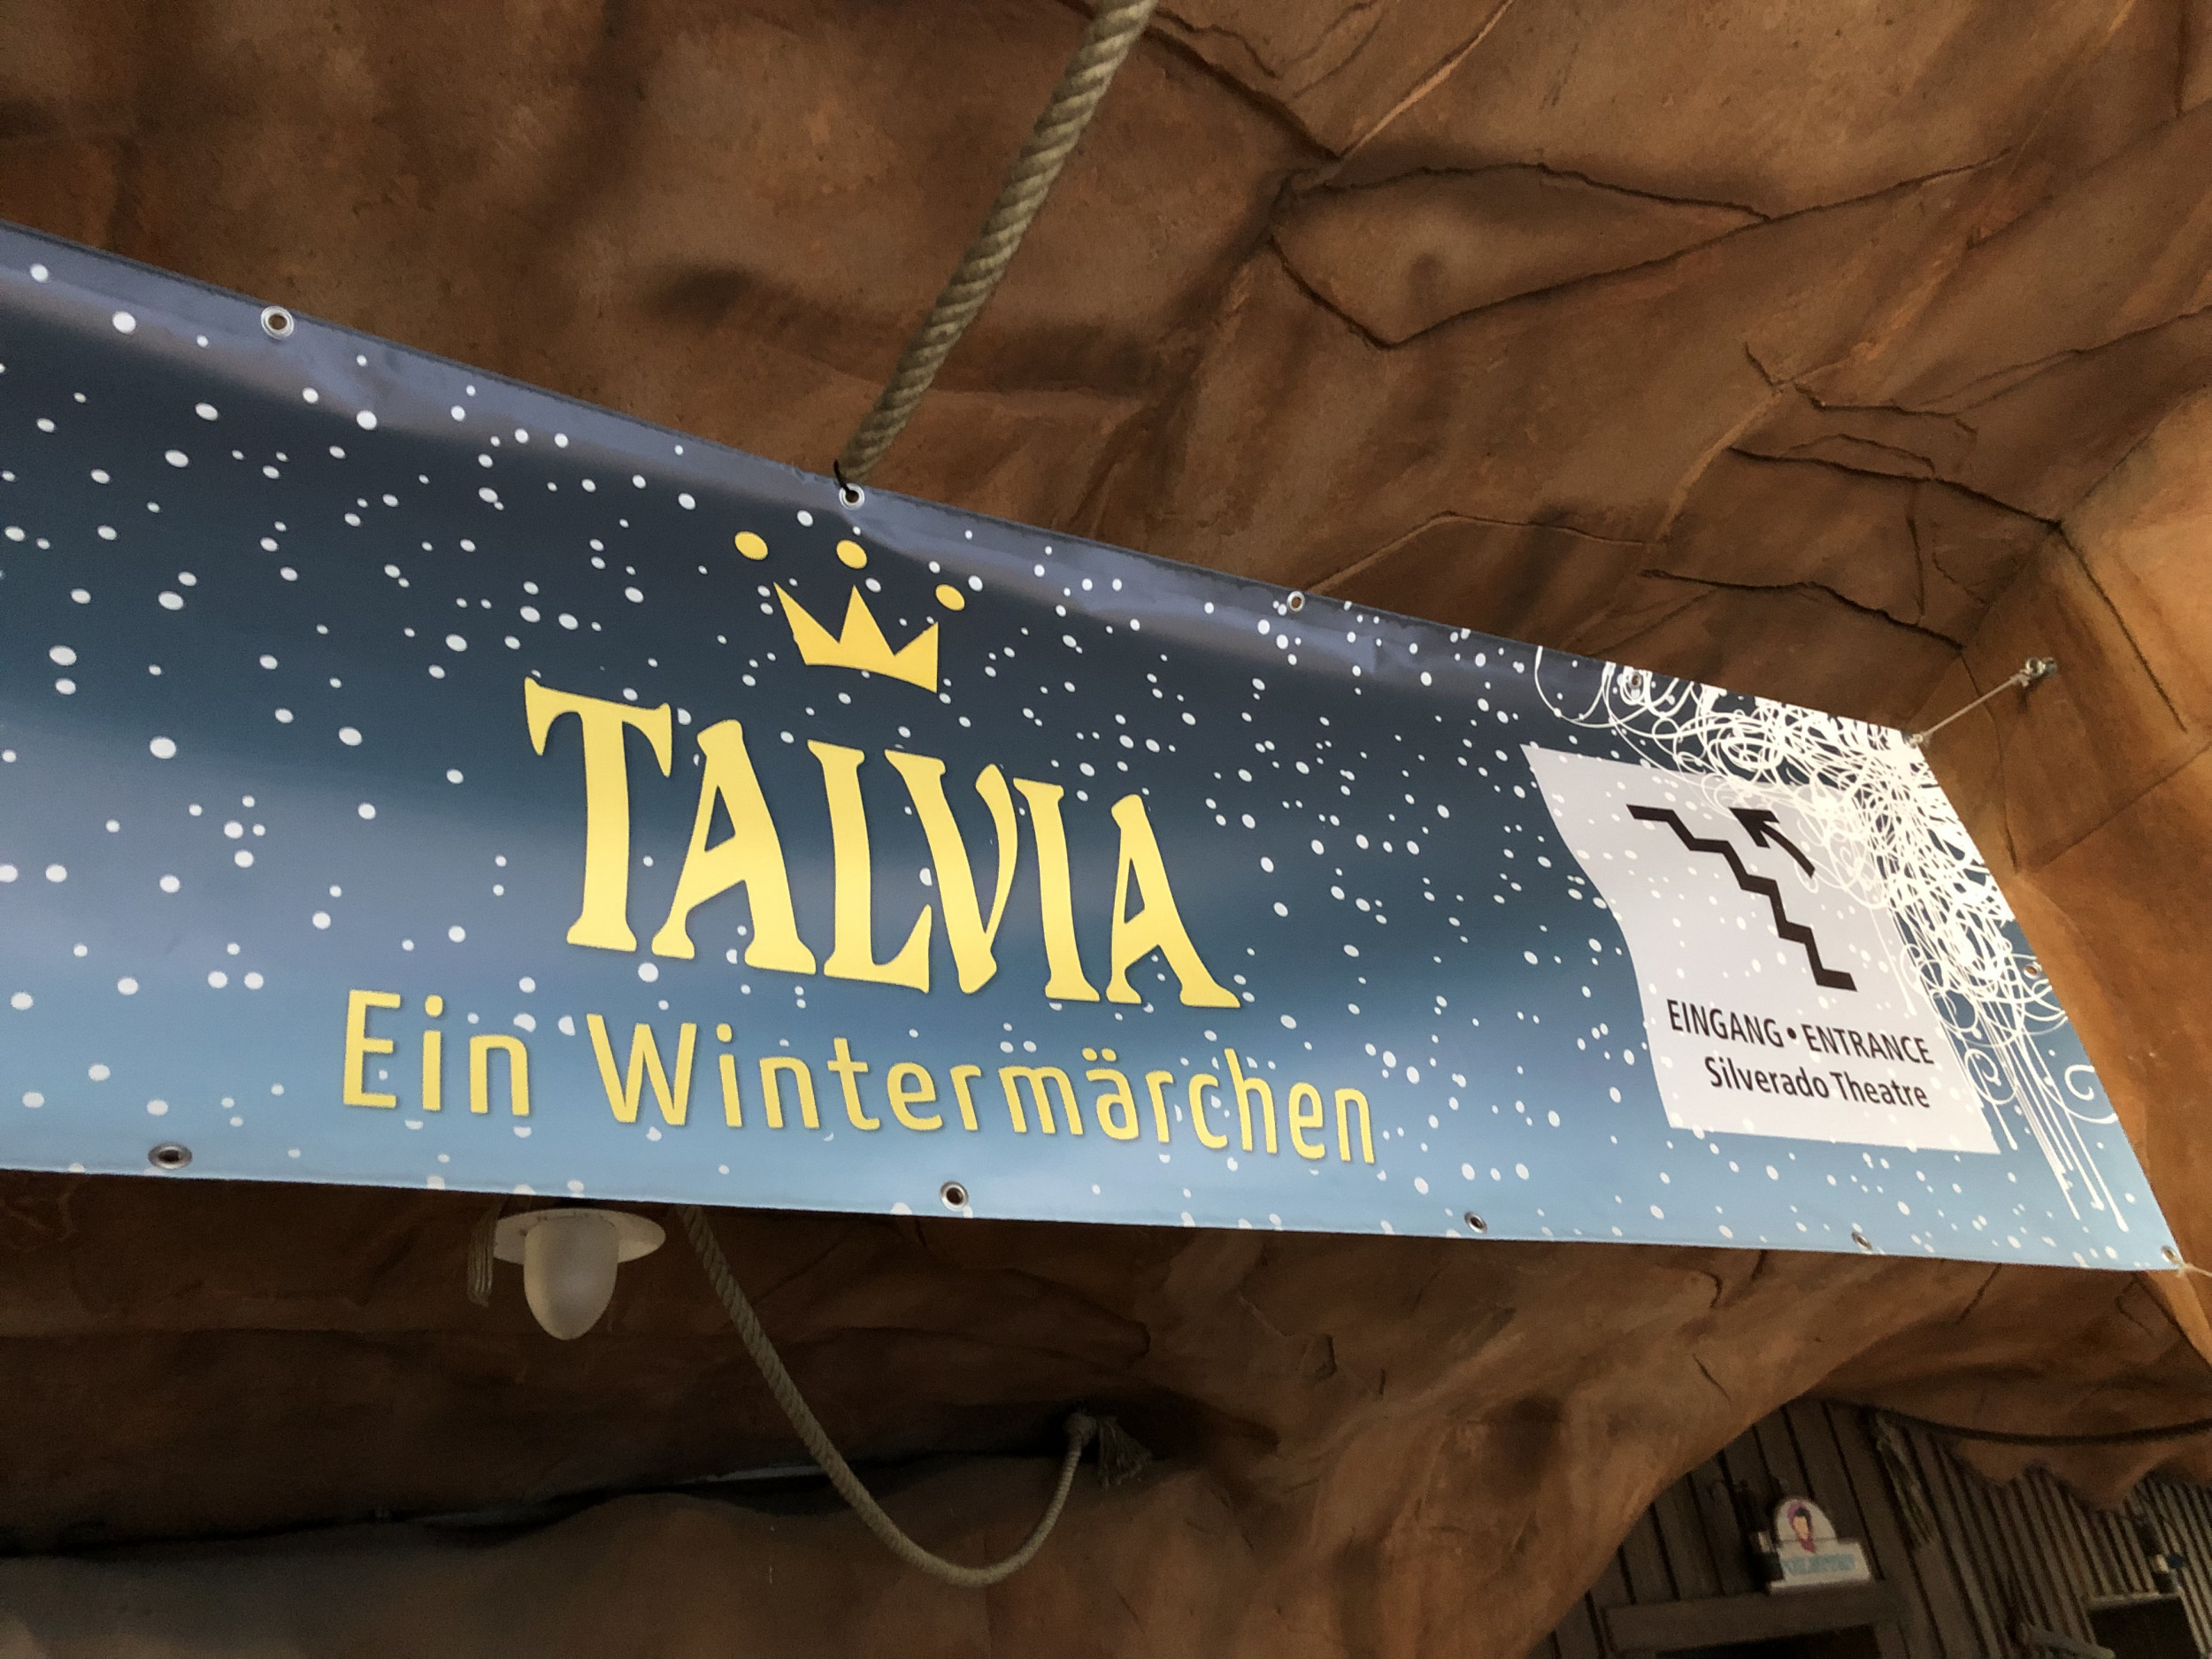 TALVIA
Ein Wintermärchen
EINGANG • ENTRANCE
Silverado Theatre